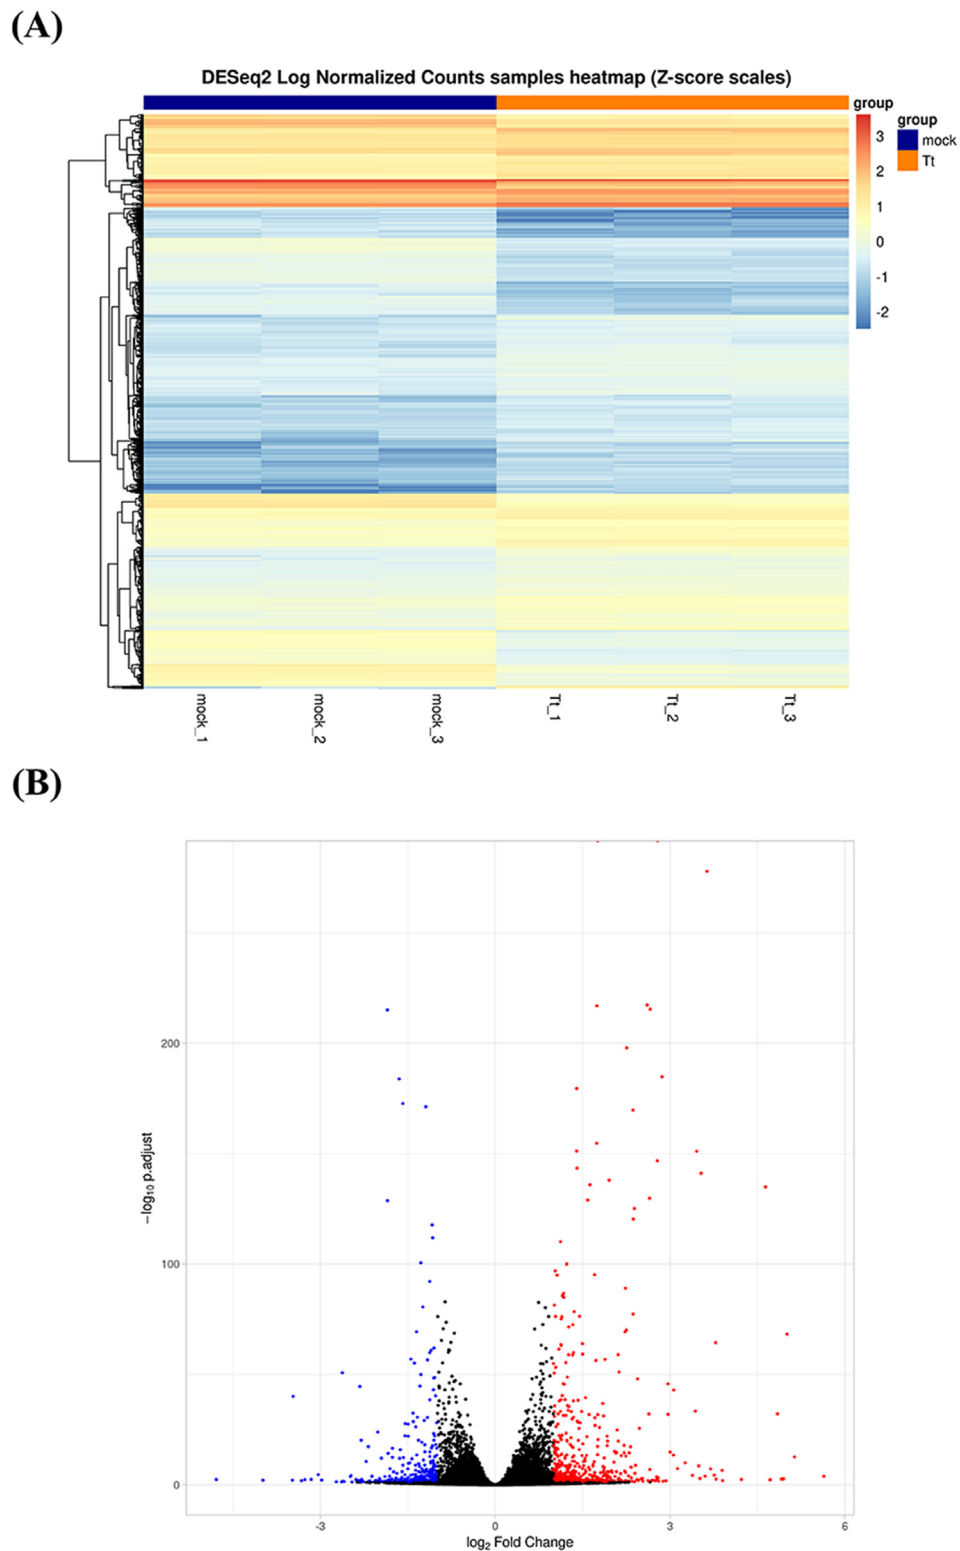 (A)
DESeq2 Log Normalized Counts samples heatmap (Z-score scales)
group
3
2
1
0
-1
-2
group
mock
Tt
mock_1
mock_2
mock_3
Tt_1
Tt_2
Tt_3
(B)
200
100
0
−log10 p.adjust
-3
0
3
6
log2 Fold Change